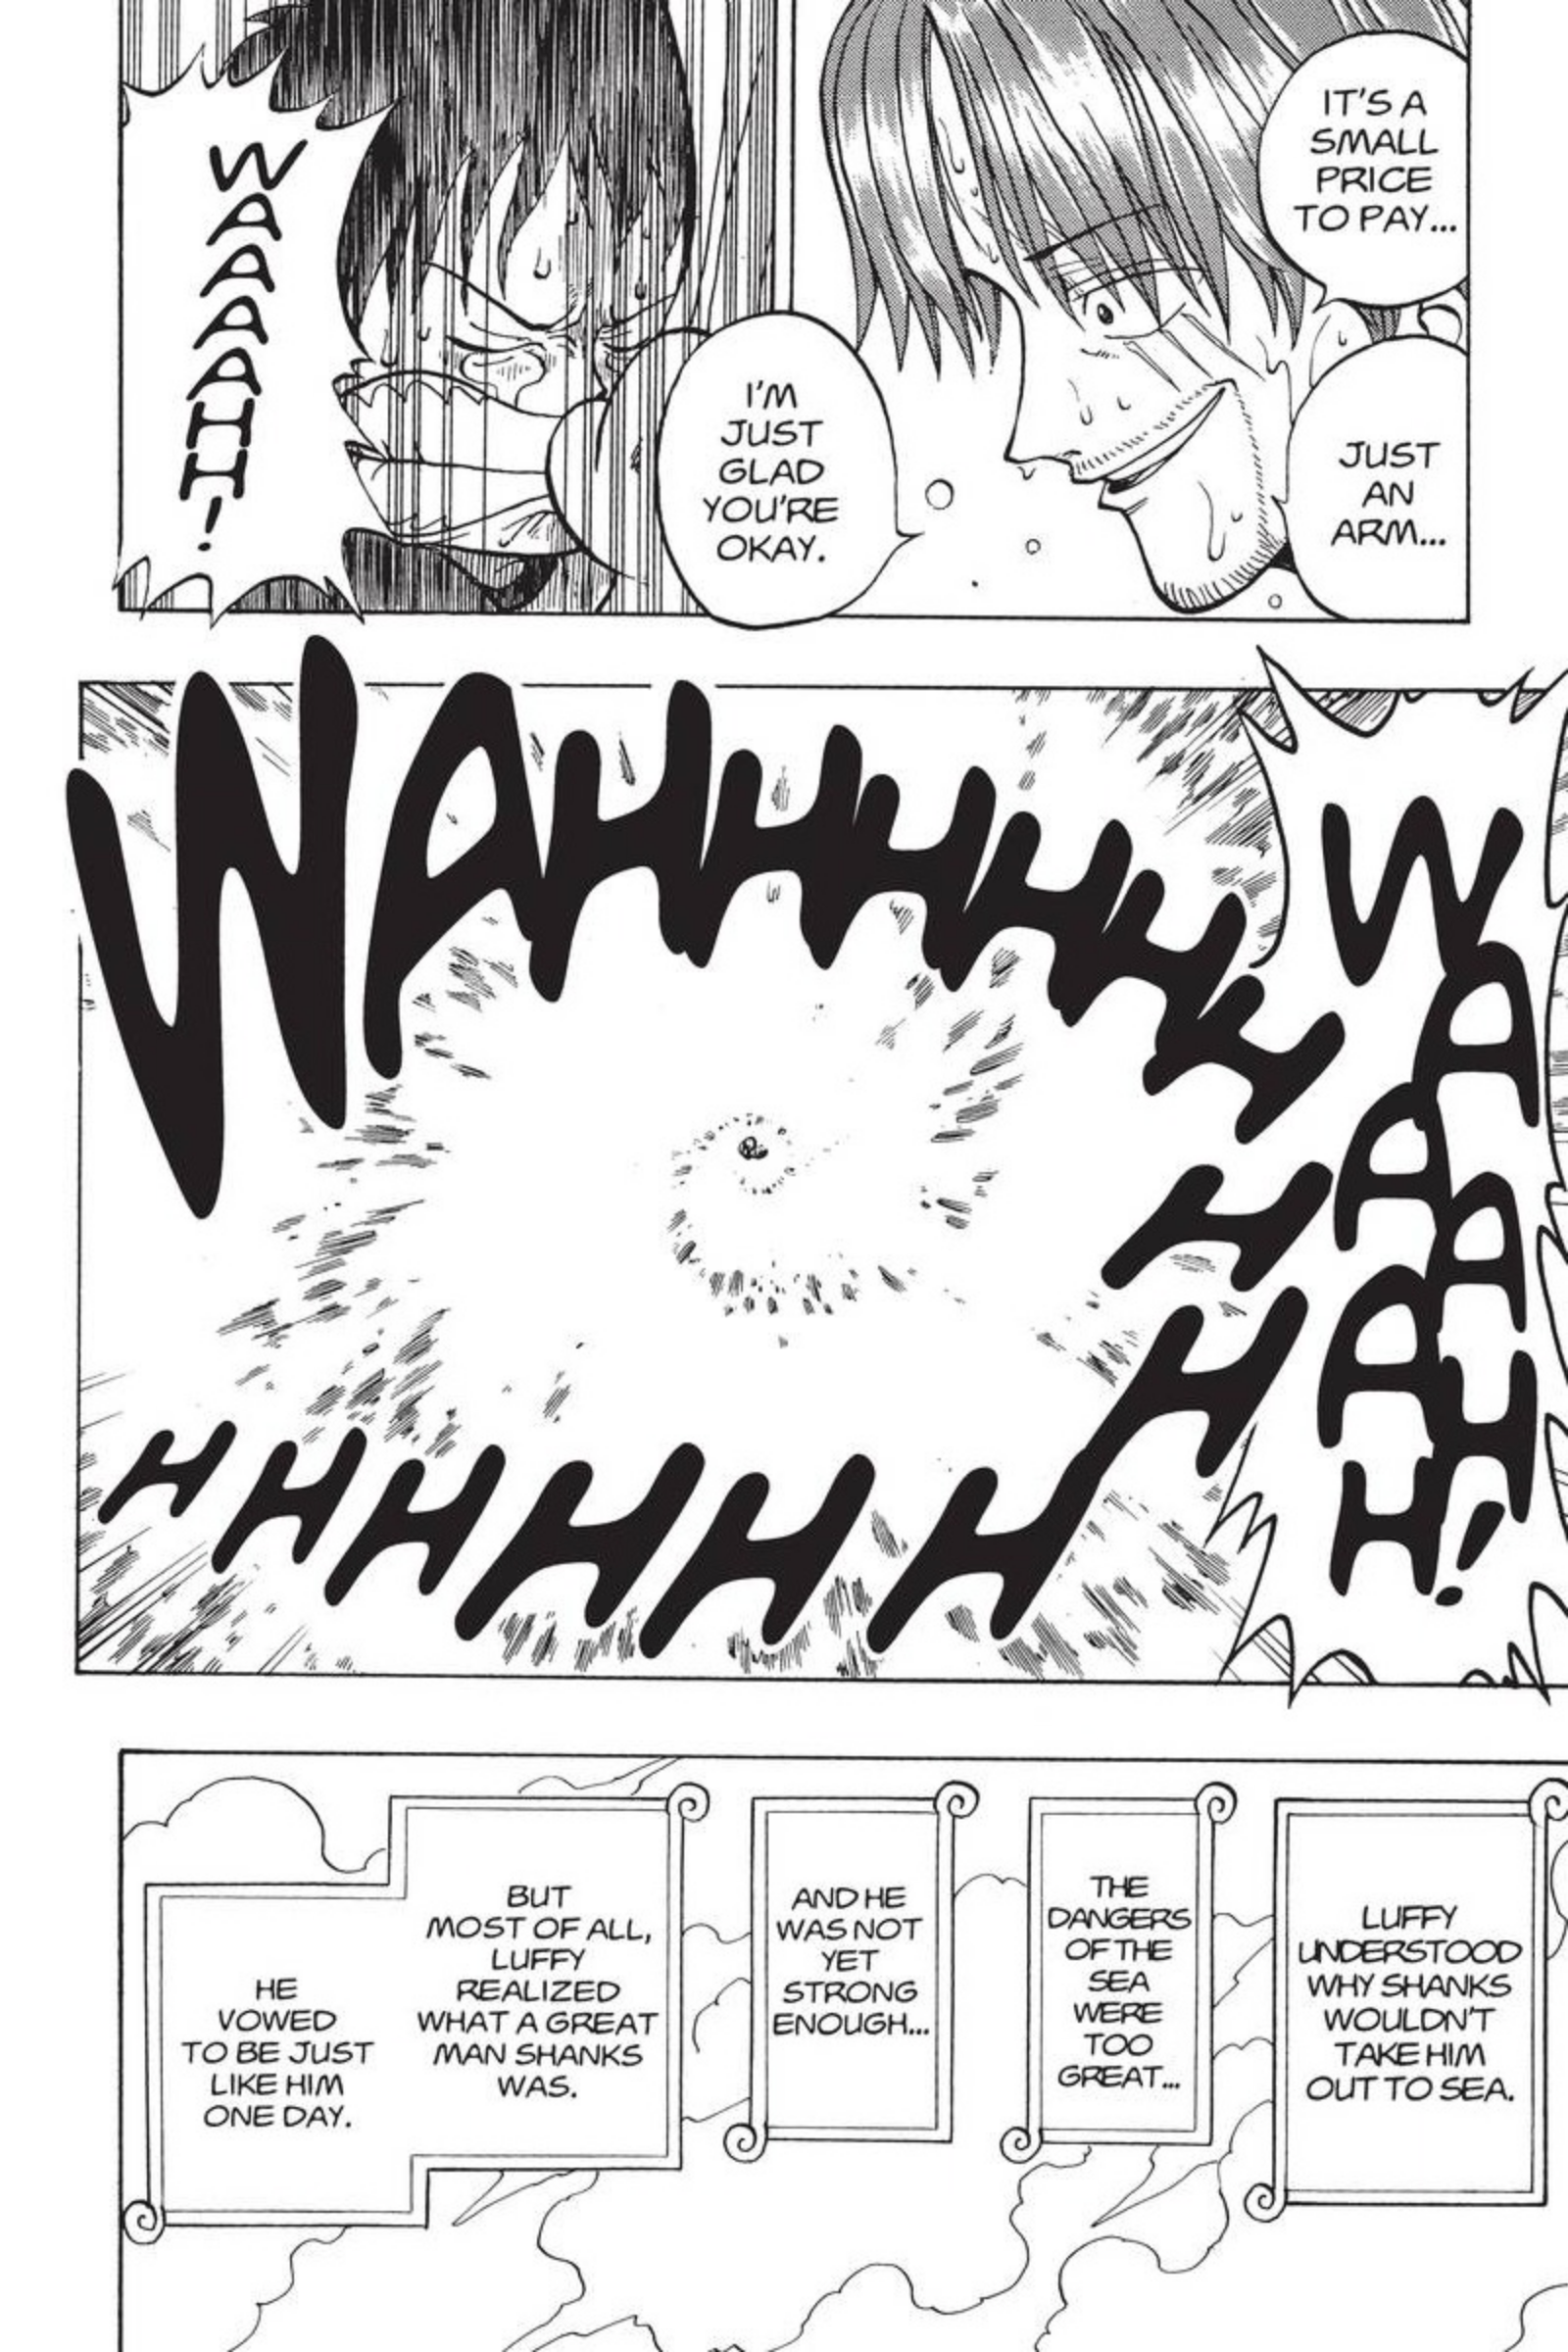 IT'S A
SMALL
PRICE
TO PAY...
JUST
AN
ARM...
I'M
JUST
GLAD
YOU'RE
OKAY.
WAAAAHH!
WAAAAHH!
WAHHHHHHHHHHHHHH
LUFFY
UNDERSTOOD
WHY SHANKS
WOULDN'T
TAKE HIM
OUT TO SEA.
THE
DANGERS
OF THE
SEA
WERE
TOO
GREAT...
AND HE
WAS NOT
YET
STRONG
ENOUGH...
BUT
MOST OF ALL,
LUFFY
REALIZED
WHAT A GREAT
MAN SHANKS
WAS.
HE
VOWED
TO BE JUST
LIKE HIM
ONE DAY.